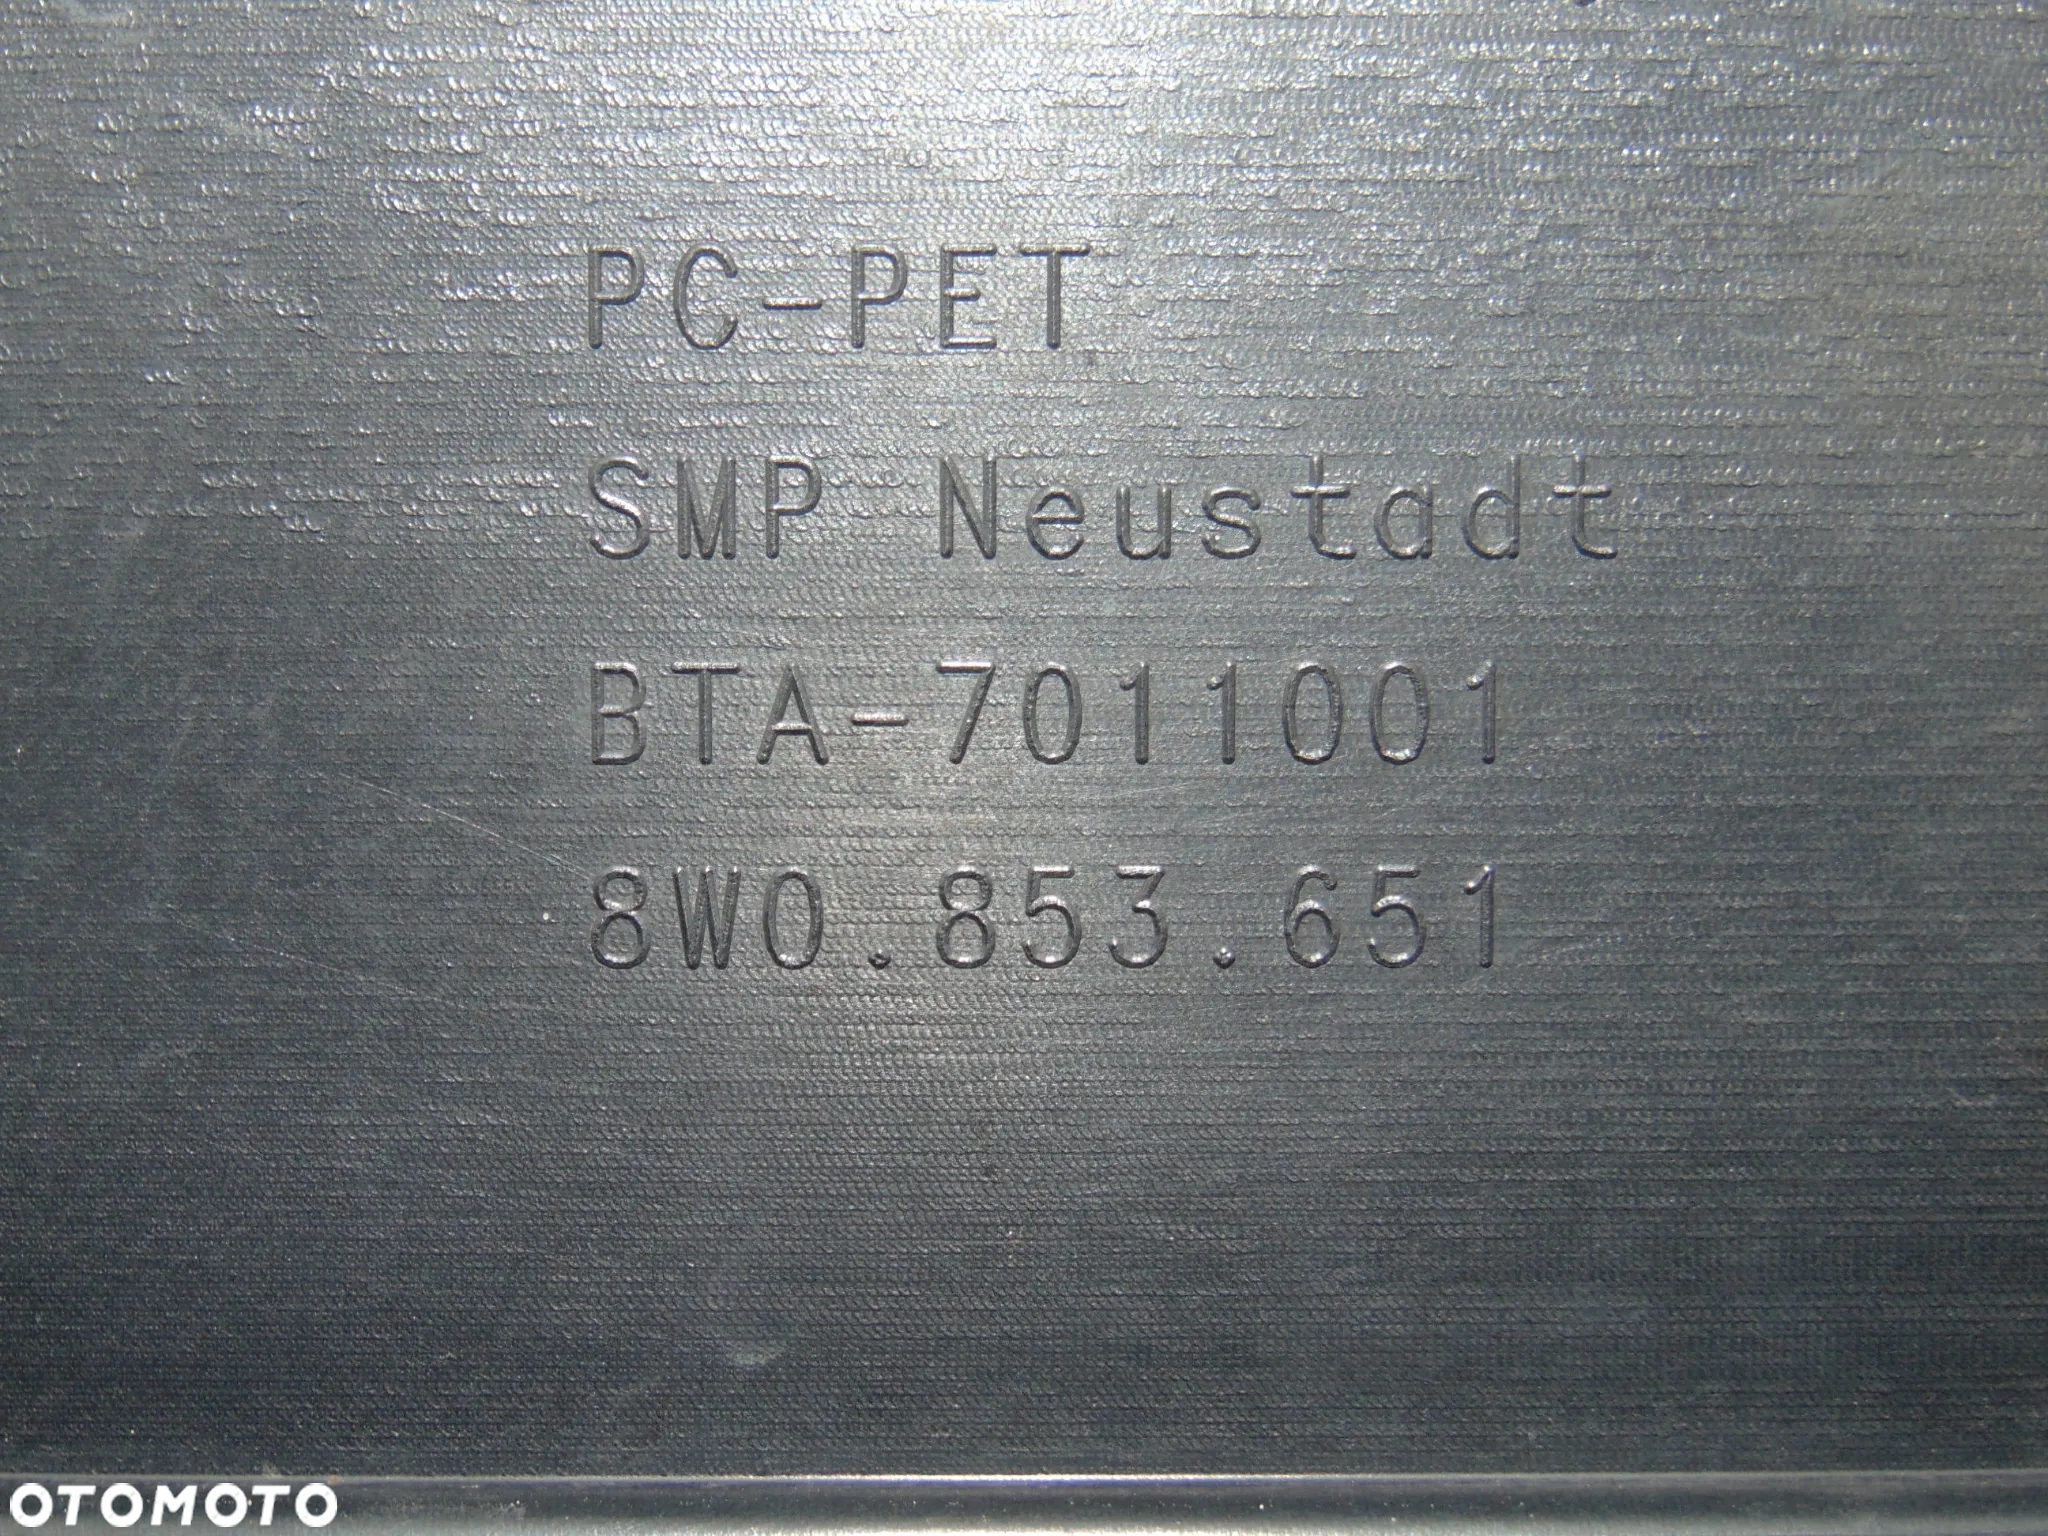 PC-PET
SMP Neustadt
BTA-7011001
8W0.853.651
OTOMOTO